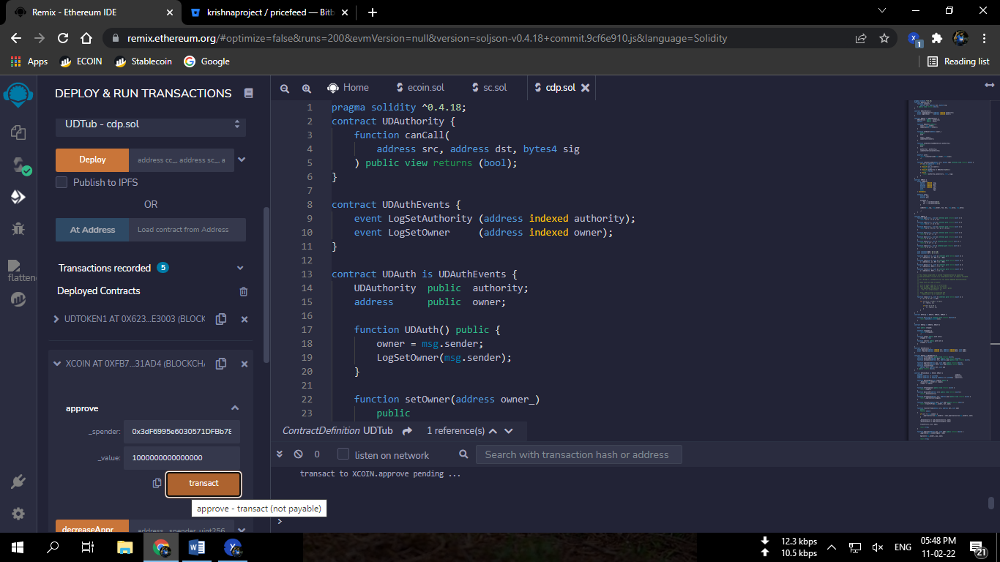 Remix - Ethereum IDE
krishnaproject / pricefeed — Bitb
remix.ethereum.org/#optimize=false&runs=200&evmVersion=null&version=soljson-v0.4.18+commit.9cf6e910.js&language=Solidity
1
Apps
ECOIN
Stablecoin
Google
Reading list
DEPLOY & RUN TRANSACTIONS
UDTub - cdp.sol
Deploy
address cc_, address sc_, a
Publish to IPFS
OR
At Address
Load contract from Address
Transactions recorded 5
Deployed Contracts
UDTOKEN1 AT 0X623...E3003 (BLOCK
XCOIN AT 0XFB7...31AD4 (BLOCKCHA
approve
_spender:
0x3dF6995e6030571DFBb78
_value:
1000000000000000
transact
approve - transact (not payable)
decreaseAppr
address _spender, uint256
flattene
Home
ecoin.sol
sc.sol
cdp.sol
1 pragma solidity ^0.4.18;
2 contract UDAuthority {
3 function canCall(
4 address src, address dst, bytes4 sig
5 ) public view returns (bool);
6 }
7
8 contract UDAuthEvents {
9 event LogSetAuthority (address indexed authority);
10 event LogSetOwner (address indexed owner);
11 }
12
13 contract UDAuth is UDAuthEvents {
14 UDAuthority public authority;
15 address public owner;
16
17 function UDAuth() public {
18 owner = msg.sender;
19 LogSetOwner(msg.sender);
20 }
21
22 function setOwner(address owner_)
23 public
ContractDefinition UDTub
1 reference(s)
0
listen on network
Search with transaction hash or address
transact to XCOIN.approve pending ...
>
12.3 kbps
10.5 kbps
ENG
05:48 PM
11-02-22
21